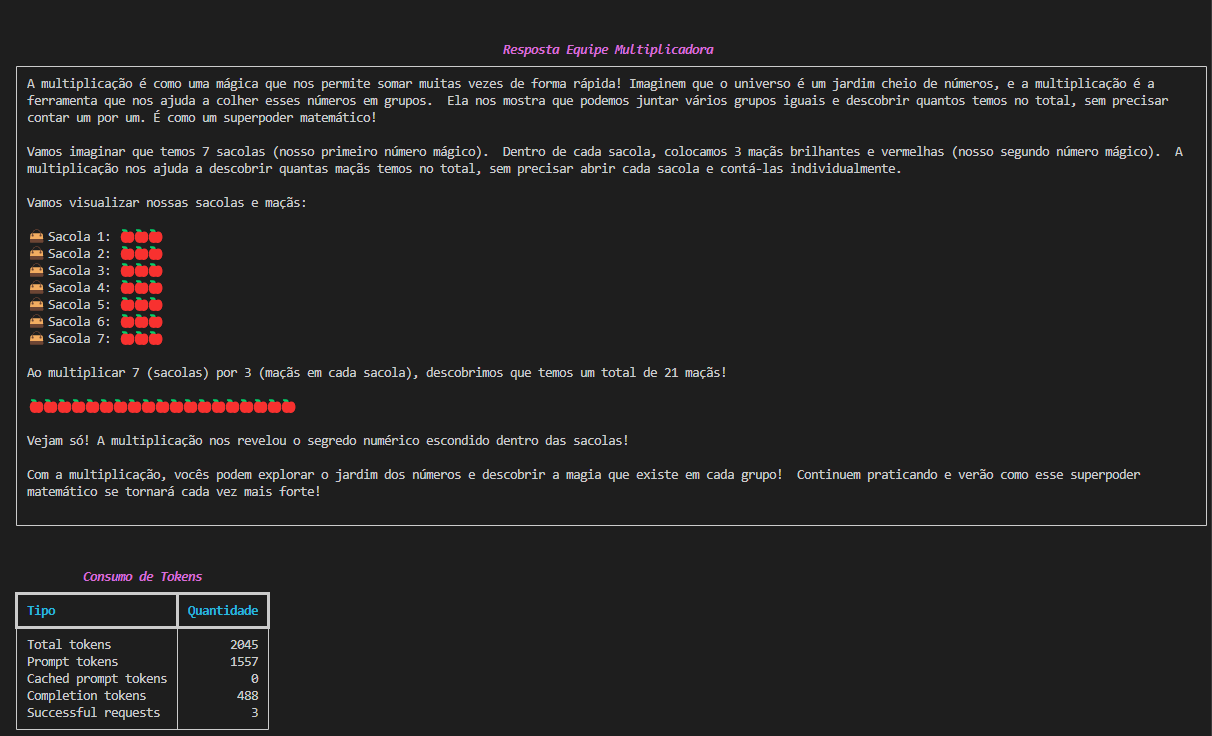 Resposta Equipe Multiplicadora
A multiplicação é como uma mágica que nos permite somar muitas vezes de forma rápida! Imaginem que o universo é um jardim cheio de números, e a multiplicação é a
ferramenta que nos ajuda a colher esses números em grupos.  Ela nos mostra que podemos juntar vários grupos iguais e descobrir quantos temos no total, sem precisar
contar um por um. É como um superpoder matemático!
Vamos imaginar que temos 7 sacolas (nosso primeiro número mágico).  Dentro de cada sacola, colocamos 3 maçãs brilhantes e vermelhas (nosso segundo número mágico).  A
multiplicação nos ajuda a descobrir quantas maçãs temos no total, sem precisar abrir cada sacola e contá-las individualmente.
Vamos visualizar nossas sacolas e maçãs:
👜 Sacola 1: 🍎🍎🍎
👜 Sacola 2: 🍎🍎🍎
👜 Sacola 3: 🍎🍎🍎
👜 Sacola 4: 🍎🍎🍎
👜 Sacola 5: 🍎🍎🍎
👜 Sacola 6: 🍎🍎🍎
👜 Sacola 7: 🍎🍎🍎
Ao multiplicar 7 (sacolas) por 3 (maçãs em cada sacola), descobrimos que temos um total de 21 maçãs!
🍎🍎🍎🍎🍎🍎🍎🍎🍎🍎🍎🍎🍎🍎🍎🍎🍎🍎🍎
Vejam só! A multiplicação nos revelou o segredo numérico escondido dentro das sacolas!
Com a multiplicação, vocês podem explorar o jardim dos números e descobrir a magia que existe em cada grupo!  Continuem praticando e verão como esse superpoder
matemático se tornará cada vez mais forte!
Consumo de Tokens
Tipo Quantidade
Total tokens 2045
Prompt tokens 1557
Cached prompt tokens 0
Completion tokens 488
Successful requests 3